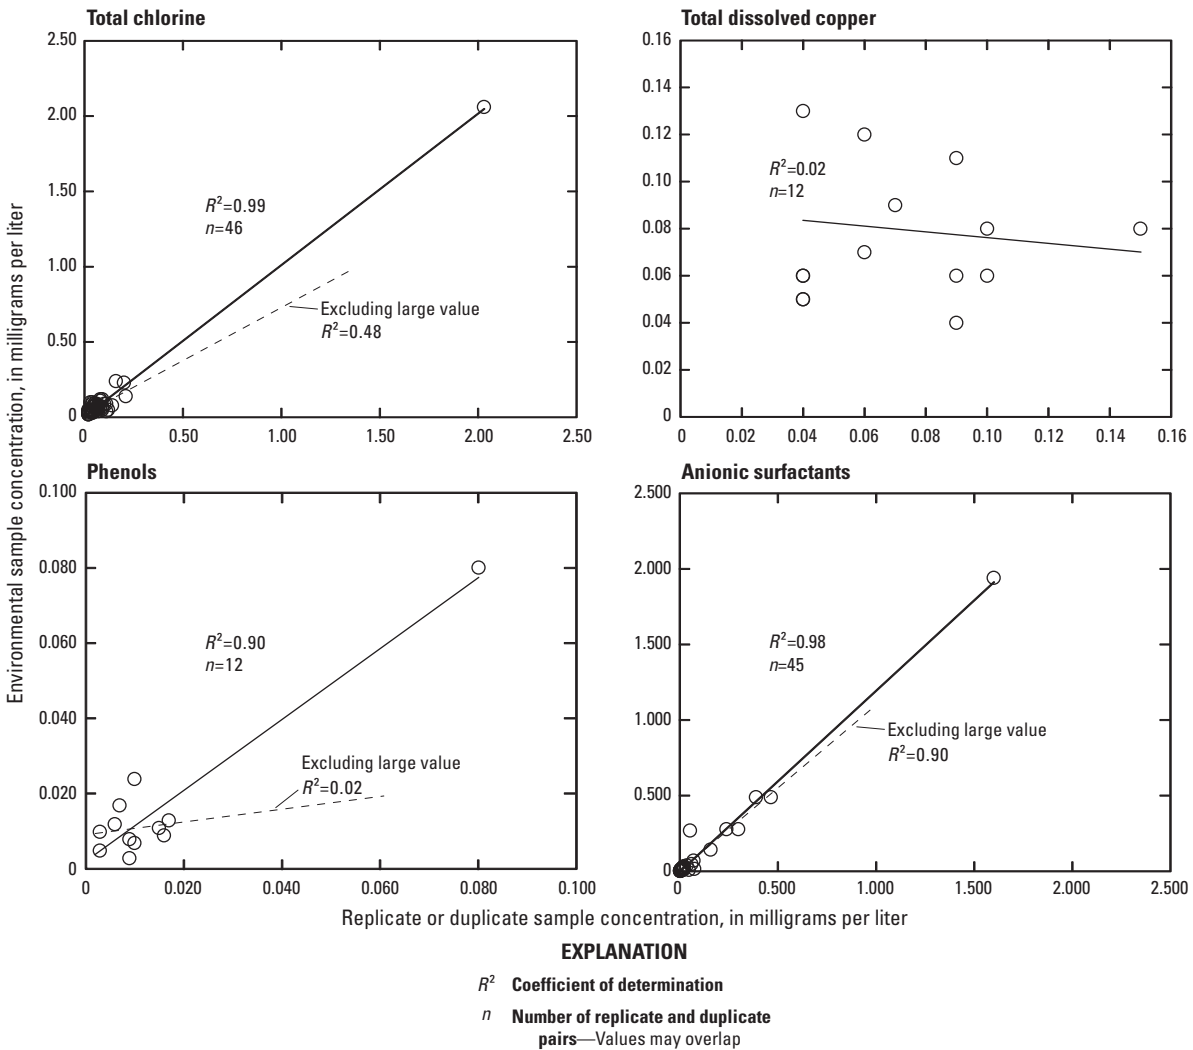 Total chlorine
2.50
2.00
1.50
1.00
0.50
0
0
0.50
1.00
1.50
2.00
2.50
R²=0.99
n=46
Excluding large value
R²=0.48
Total dissolved copper
0.16
0.14
0.12
0.10
0.08
0.06
0.04
0.02
0
0
0.02
0.04
0.06
0.08
0.10
0.12
0.14
0.16
R²=0.02
n=12
Phenols
0.100
0.080
0.060
0.040
0.020
0
0
0.020
0.040
0.060
0.080
0.100
R²=0.90
n=12
Excluding large value
R²=0.02
Anionic surfactants
2.500
2.000
1.500
1.000
0.500
0
0
0.500
1.000
1.500
2.000
2.500
R²=0.98
n=45
Excluding large value
R²=0.90
Environmental sample concentration, in milligrams per liter
Replicate or duplicate sample concentration, in milligrams per liter
EXPLANATION
R² Coefficient of determination
n Number of replicate and duplicate
pairs—Values may overlap